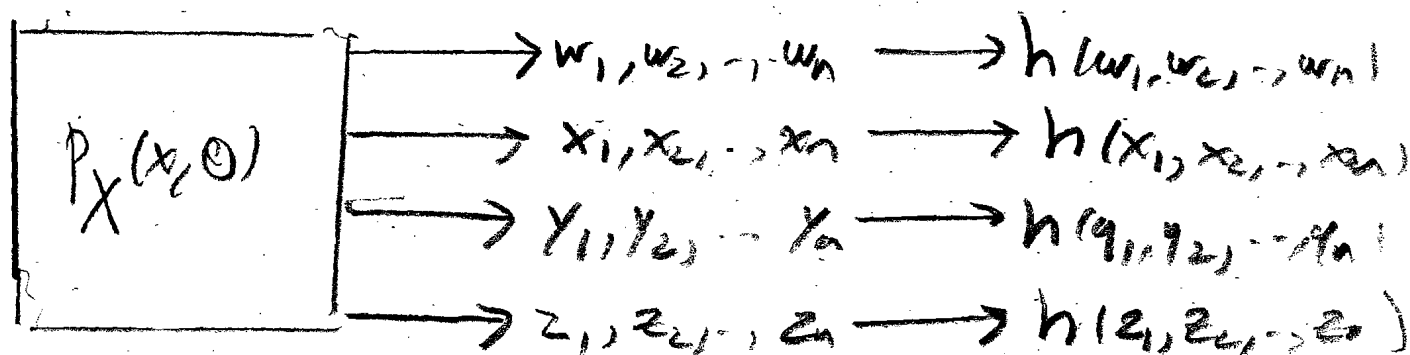 w₁, w₂, .., wₙ → h(w₁, w₂, .., wₙ)
Pₓ(x, θ) x₁, x₂, .., xₙ → h(x₁, x₂, .., xₙ)
y₁, y₂, .. yₙ → h(y₁, y₂, .., yₙ)
z₁, z₂, .., zₙ → h(z₁, z₂, .., zₙ)